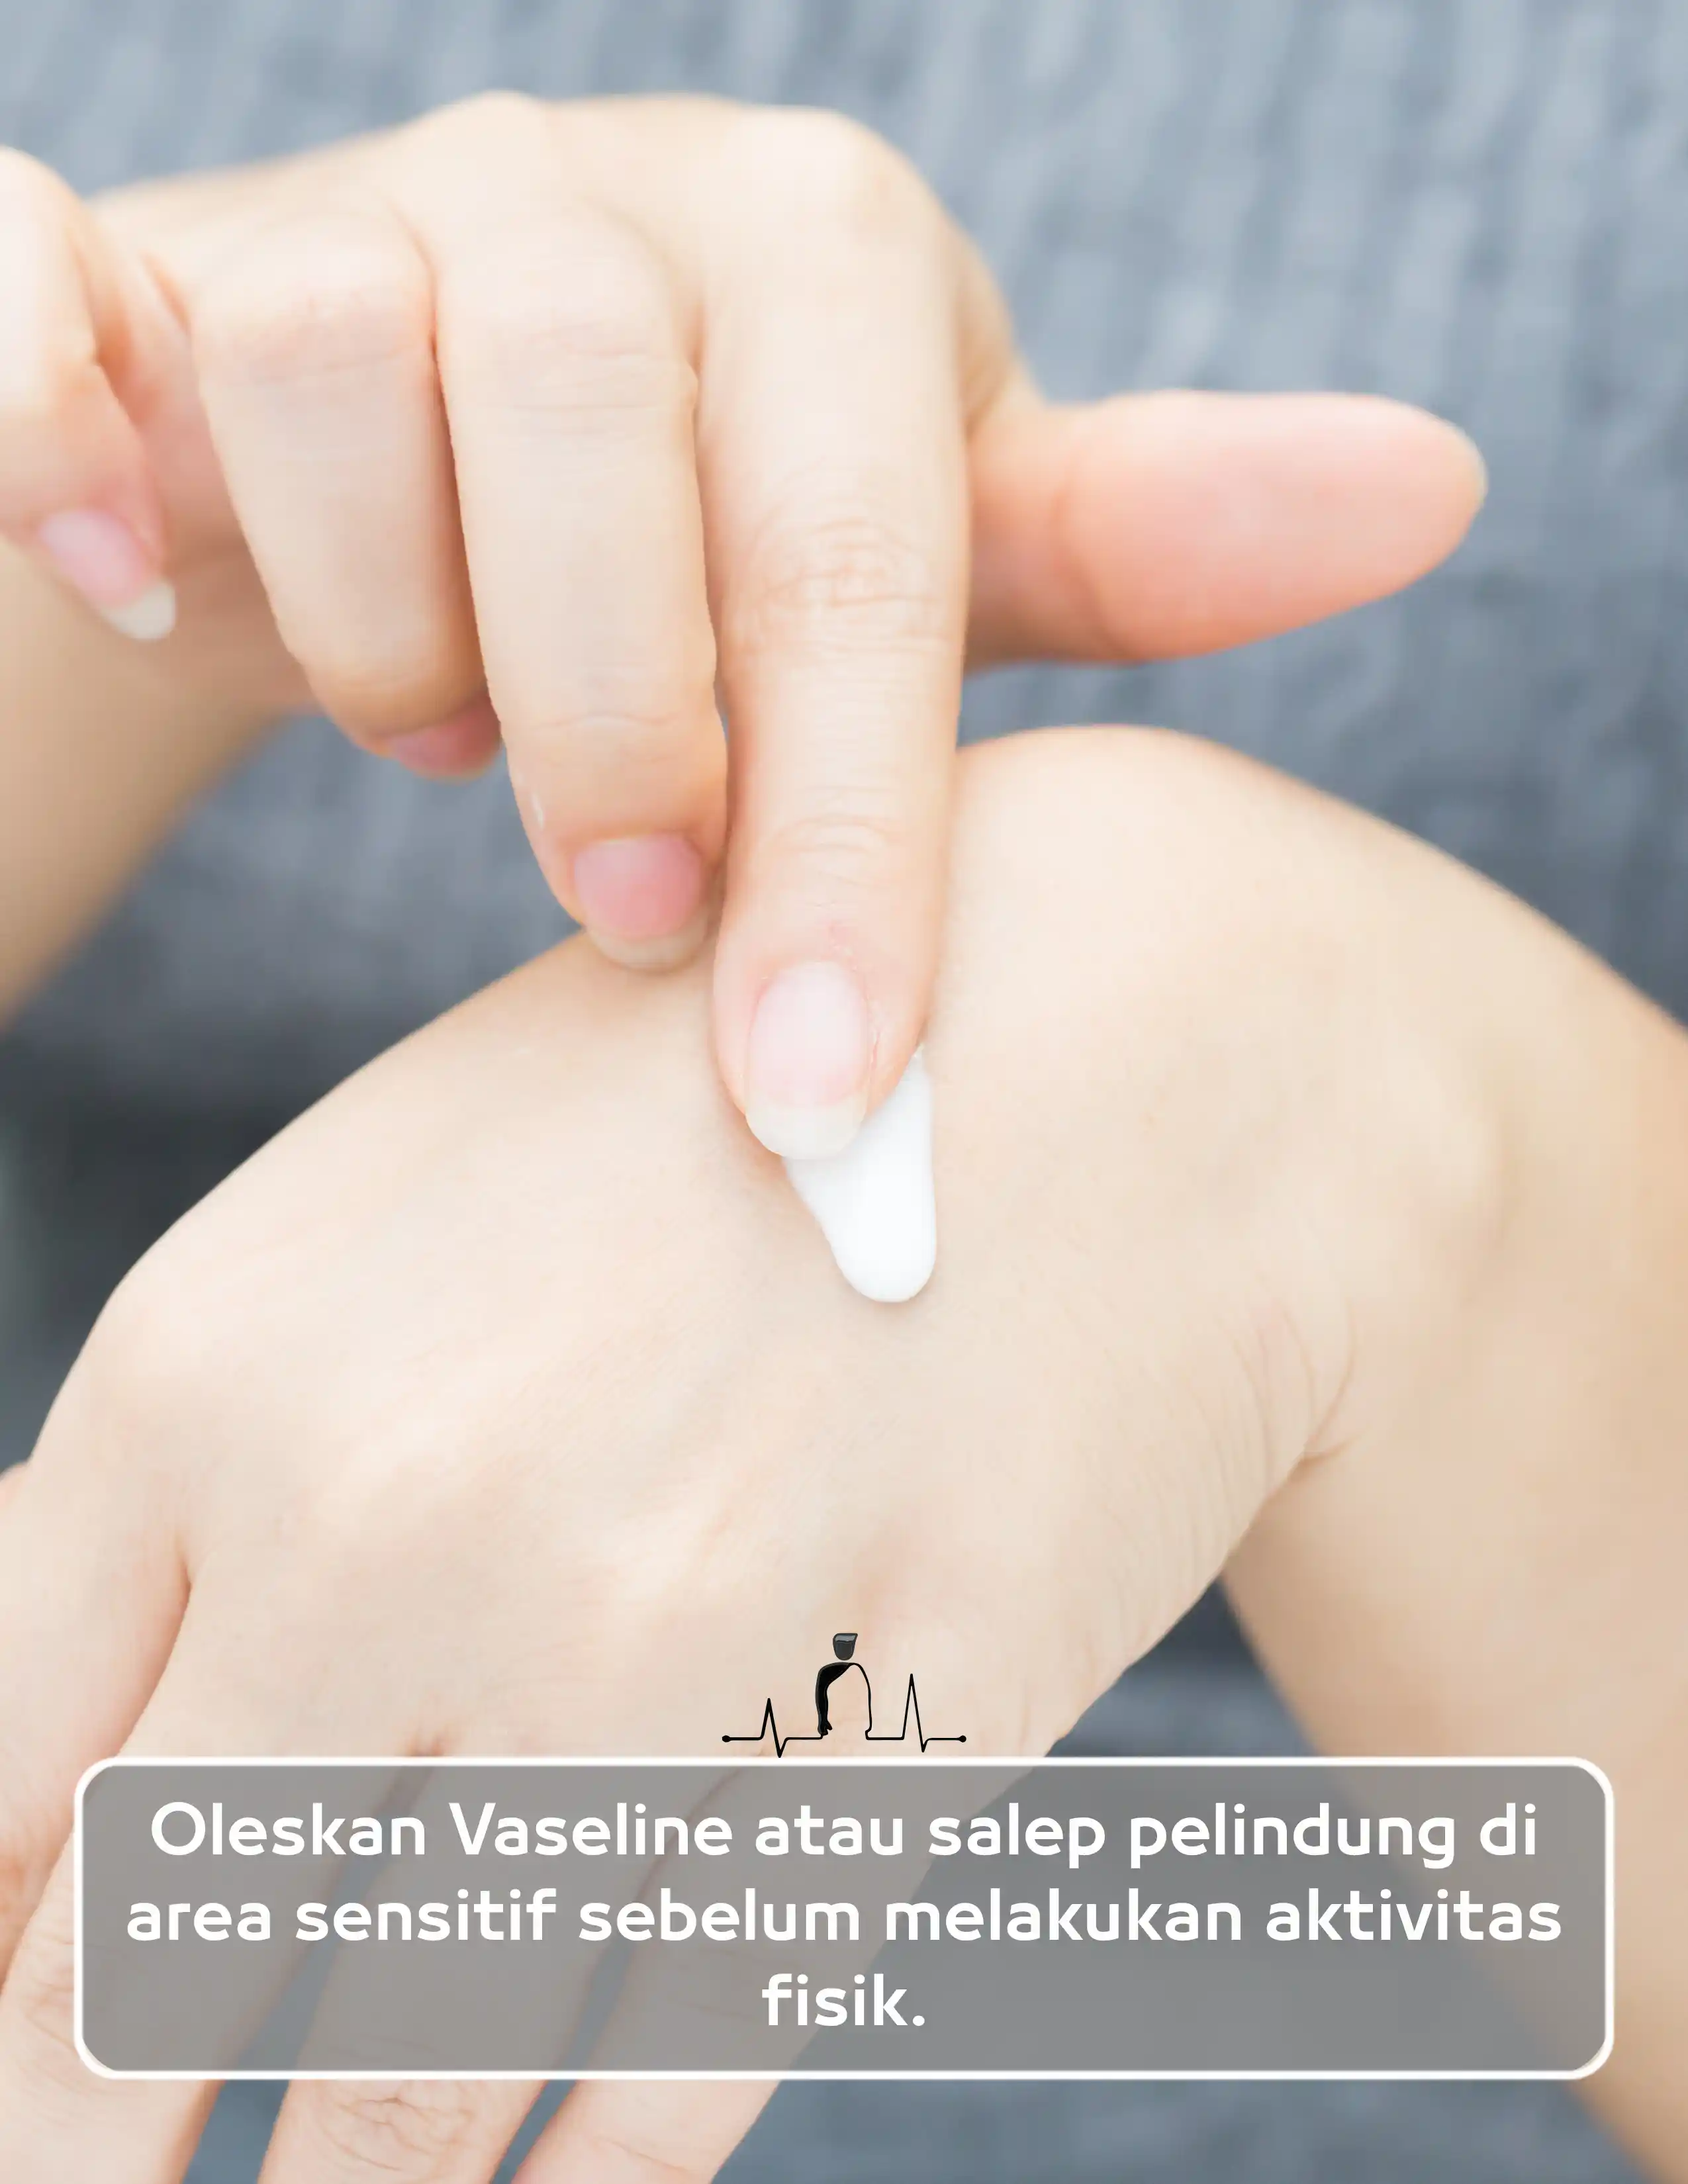 Oleskan Vaseline atau salep pelindung di
area sensitif sebelum melakukan aktivitas
fisik.